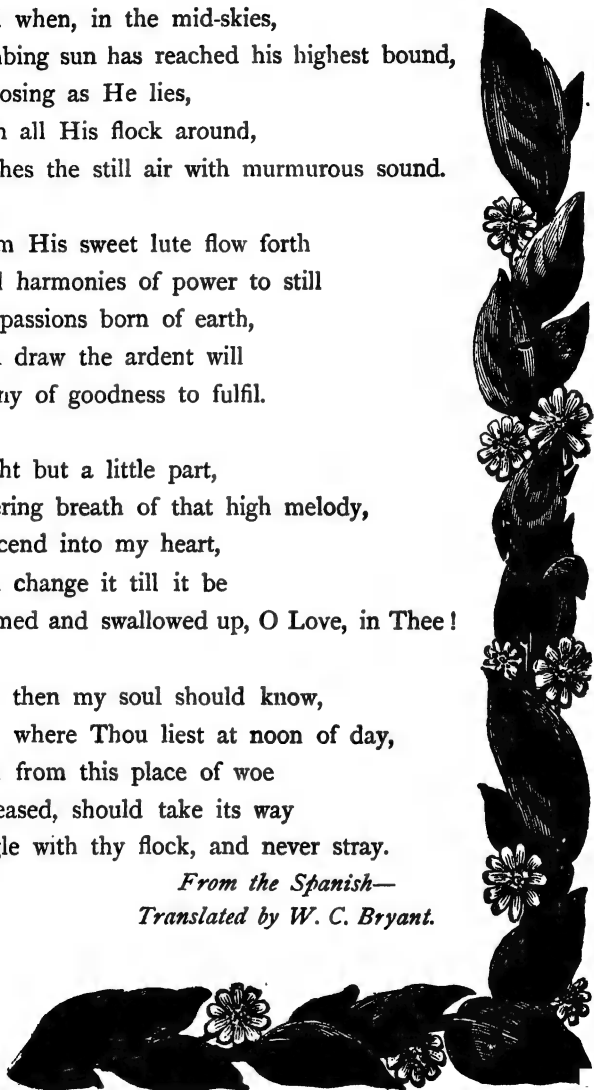 when, in the mid-skies,
bing sun has reached his highest bound,
osing as He lies,
all His flock around,
hes the still air with murmurous sound.
m His sweet lute flow forth
harmonies of power to still
passions born of earth,
draw the ardent will
ny of goodness to fulfil.
ht but a little part,
ring breath of that high melody,
cend into my heart,
change it till it be
med and swallowed up, O Love, in Thee!
then my soul should know,
where Thou liest at noon of day,
from this place of woe
eased, should take its way
gle with thy flock, and never stray.
From the Spanish—
Translated by W. C. Bryant.